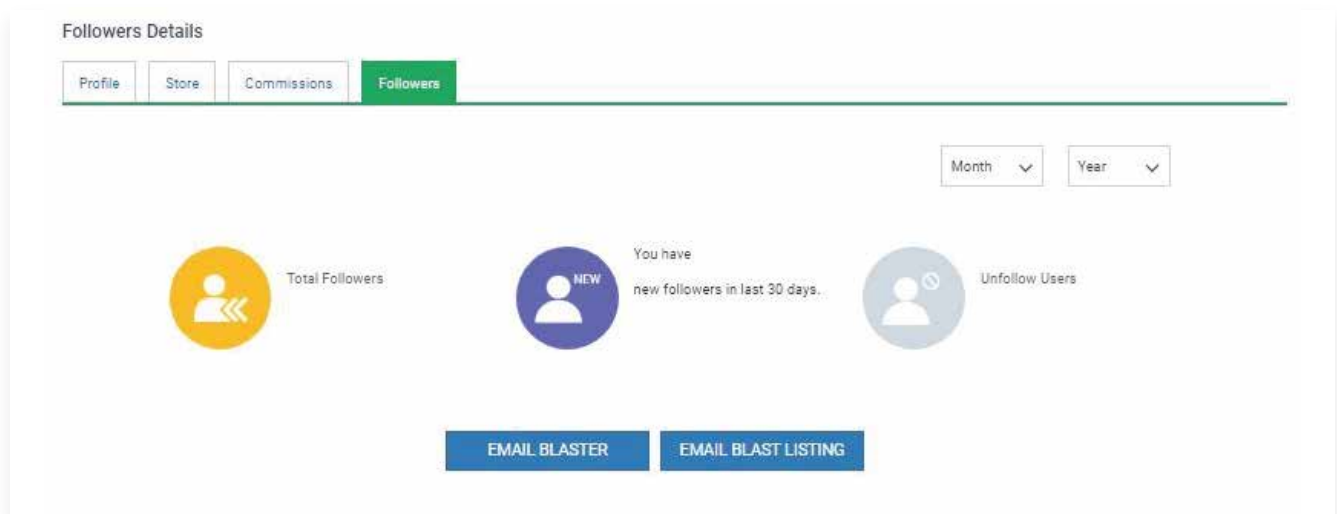 Followers Details
Profile
Store
Commissions
Followers
Month
Year
Total Followers
NEW
You have
new followers in last 30 days.
Unfollow Users
EMAIL BLASTER
EMAIL BLAST LISTING